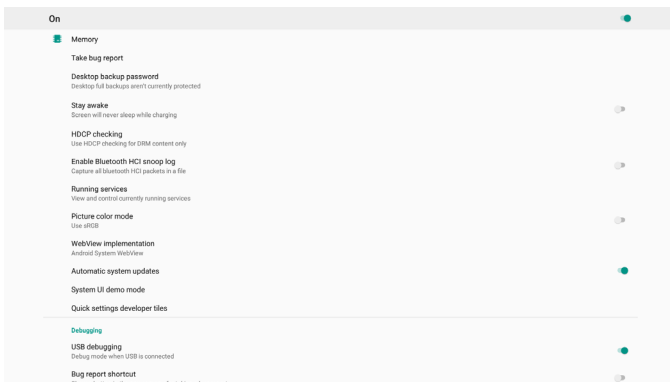 On
Memory
Take bug report
Desktop backup password
Desktop full backups aren't currently protected
Stay awake
Screen will never sleep while charging
HDCP checking
Use HDCP checking for DRM content only
Enable Bluetooth HCI snoop log
Capture all bluetooth HCI packets in a file
Running services
View and control currently running services
Picture color mode
Use sRGB
WebView implementation
Android System WebView
Automatic system updates
System UI demo mode
Quick settings developer tiles
Debugging
USB debugging
Debug mode when USB is connected
Bug report shortcut